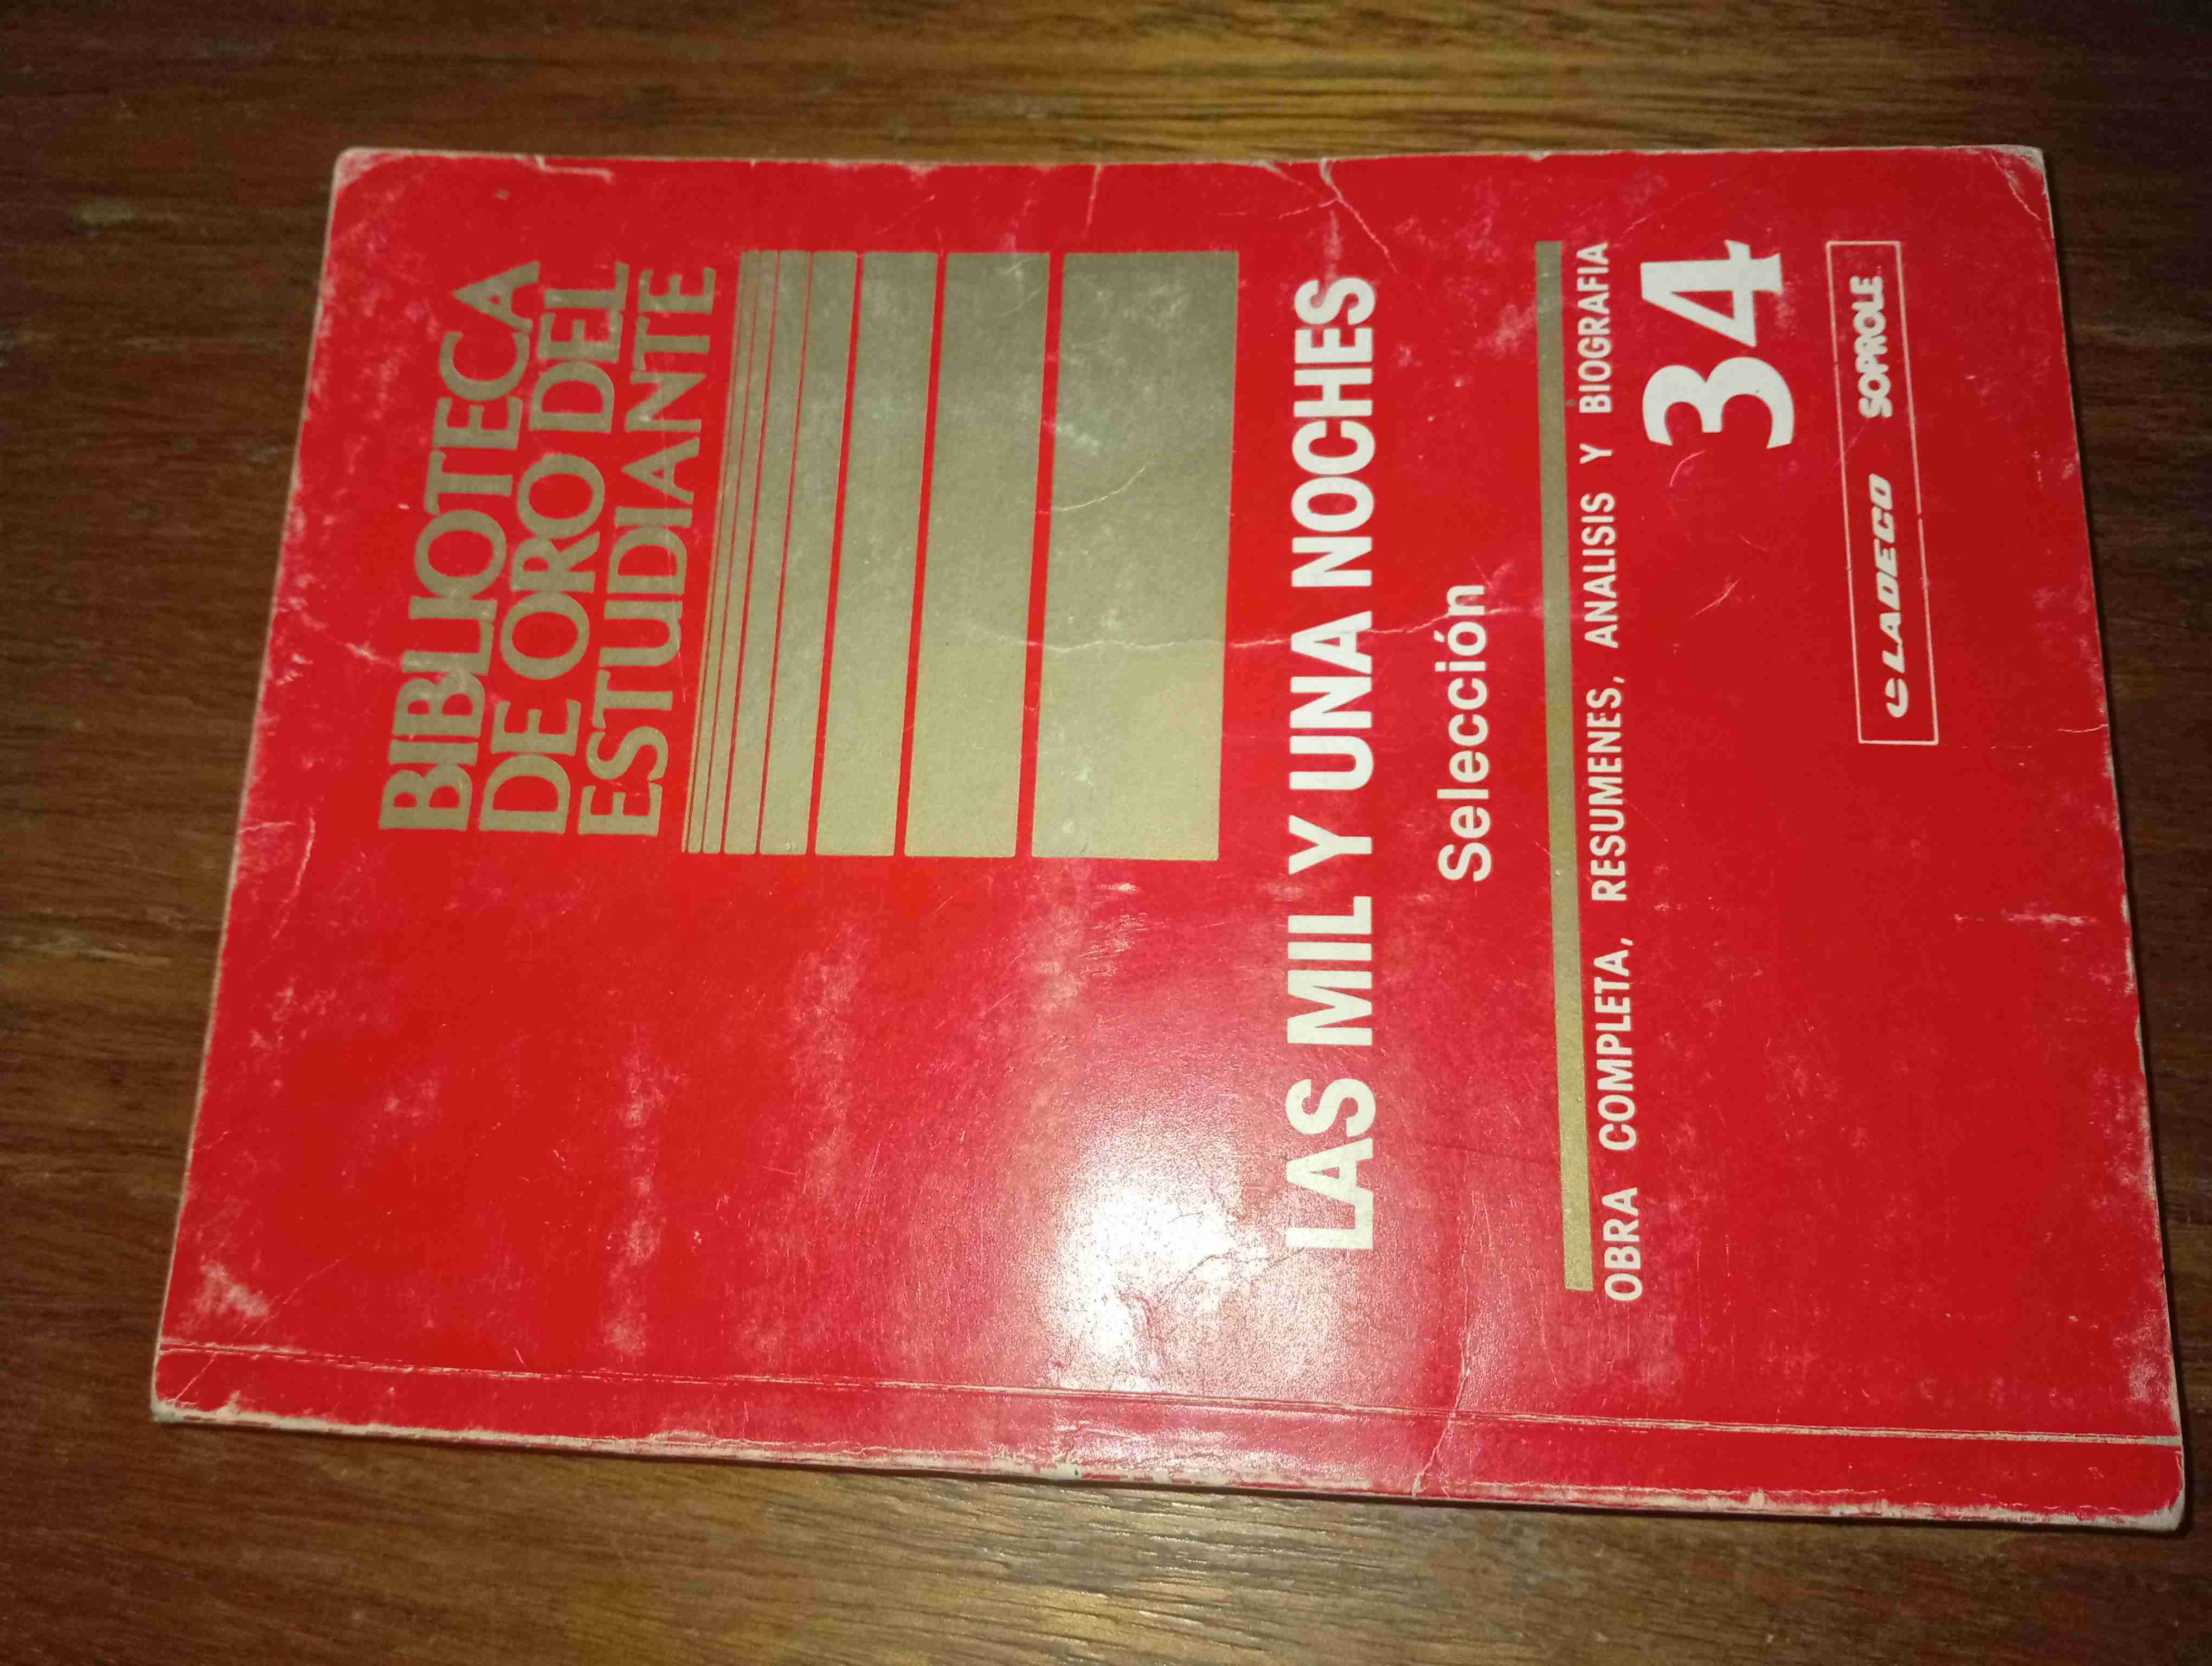 BIBLIOTECA
DE ORO DEL
ESTUDIANTE
LAS MIL Y UNA NOCHES
Selección
OBRA COMPLETA, RESUMENES, ANALISIS Y BIOGRAFIA
34
LADECO SOPROLE